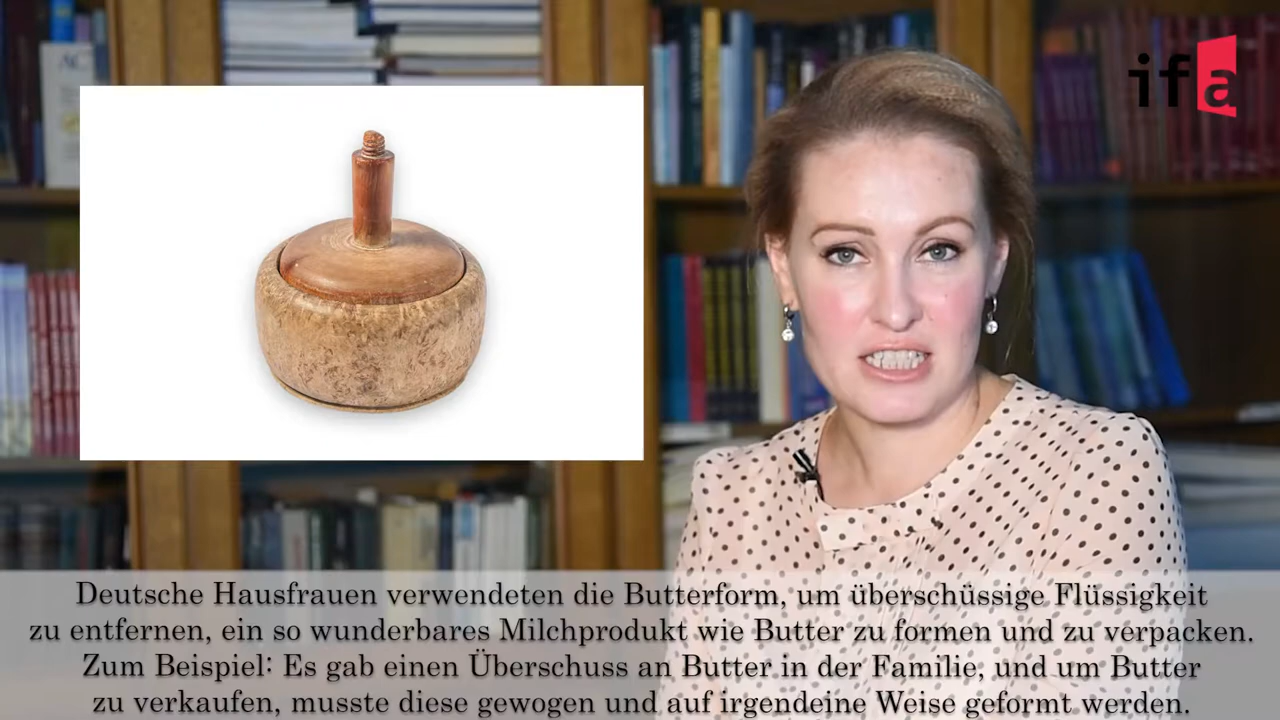 ifa
AC
Deutsche Hausfrauen verwendeten die Butterform, um überschüssige Flüssigkeit
zu entfernen, ein so wunderbares Milchprodukt wie Butter zu formen und zu verpacken.
Zum Beispiel: Es gab einen Überschuss an Butter in der Familie, und um Butter
zu verkaufen, musste diese gewogen und auf irgendeine Weise geformt werden.